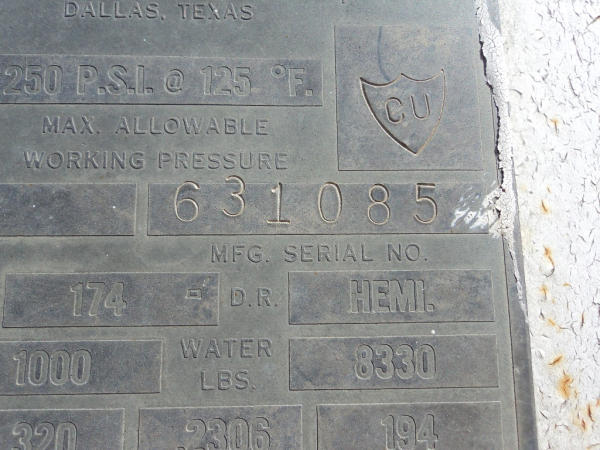 DALLAS, TEXAS
250 P.S.I. @ 125 °F.
CU
MAX. ALLOWABLE
WORKING PRESSURE
631085
MFG. SERIAL NO.
174 D.R. HEMI.
1000 WATER LBS. 8330
320 .2306 194